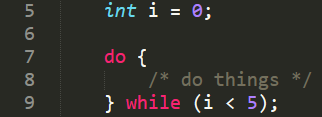 5 int i = 0;
6
7 do {
8 /* do things */
9 } while (i < 5);